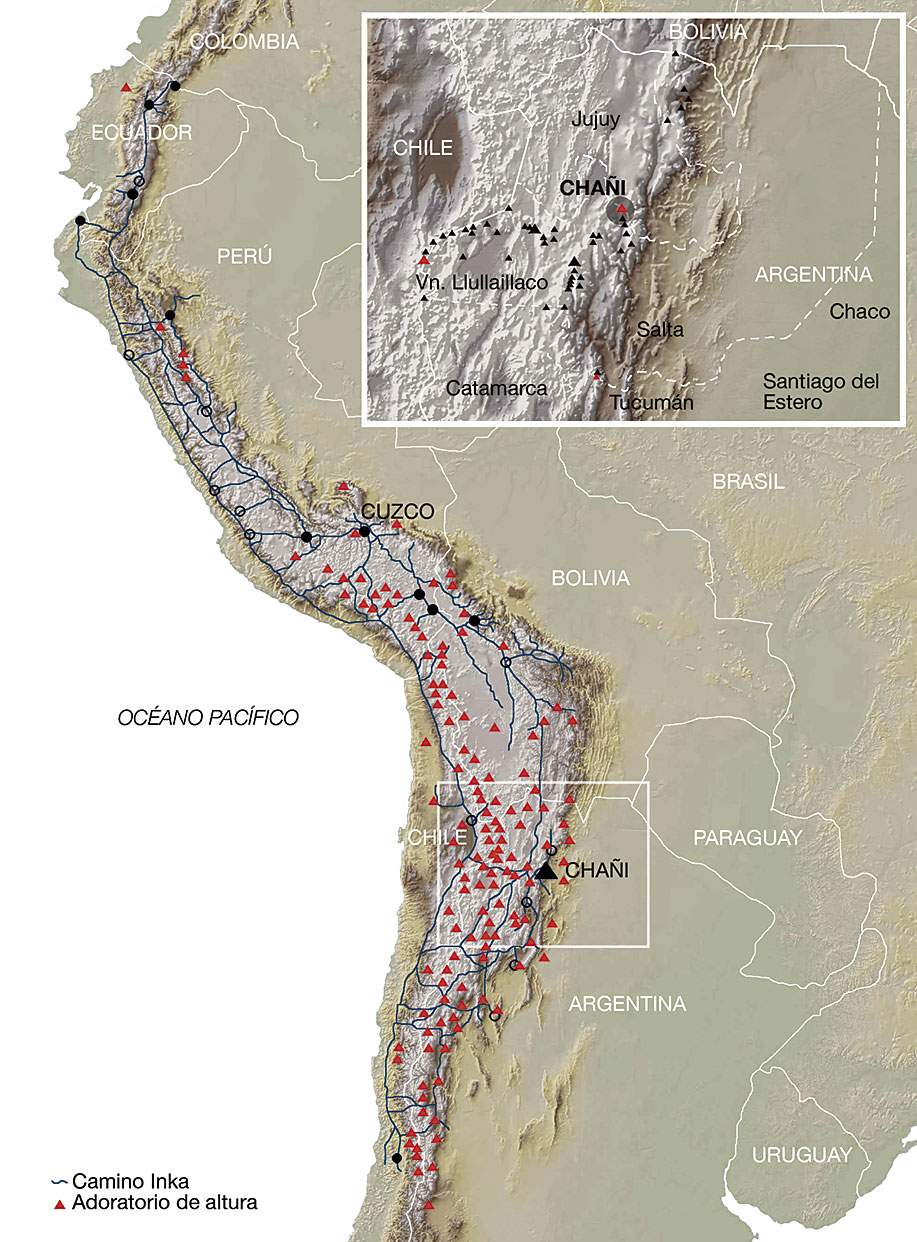 COLOMBIA
ECUADOR
PERÚ
BOLIVIA
Jujuy
CHILE
CHAÑI
ARGENTINA
Vn. Llullaillaco
Chaco
Salta
Catamarca
Santiago del
Estero
Tucumán
CUZCO
BRASIL
BOLIVIA
OCÉANO PACÍFICO
CHILE
PARAGUAY
CHAÑI
ARGENTINA
URUGUAY
Camino Inka
Adoratorio de altura